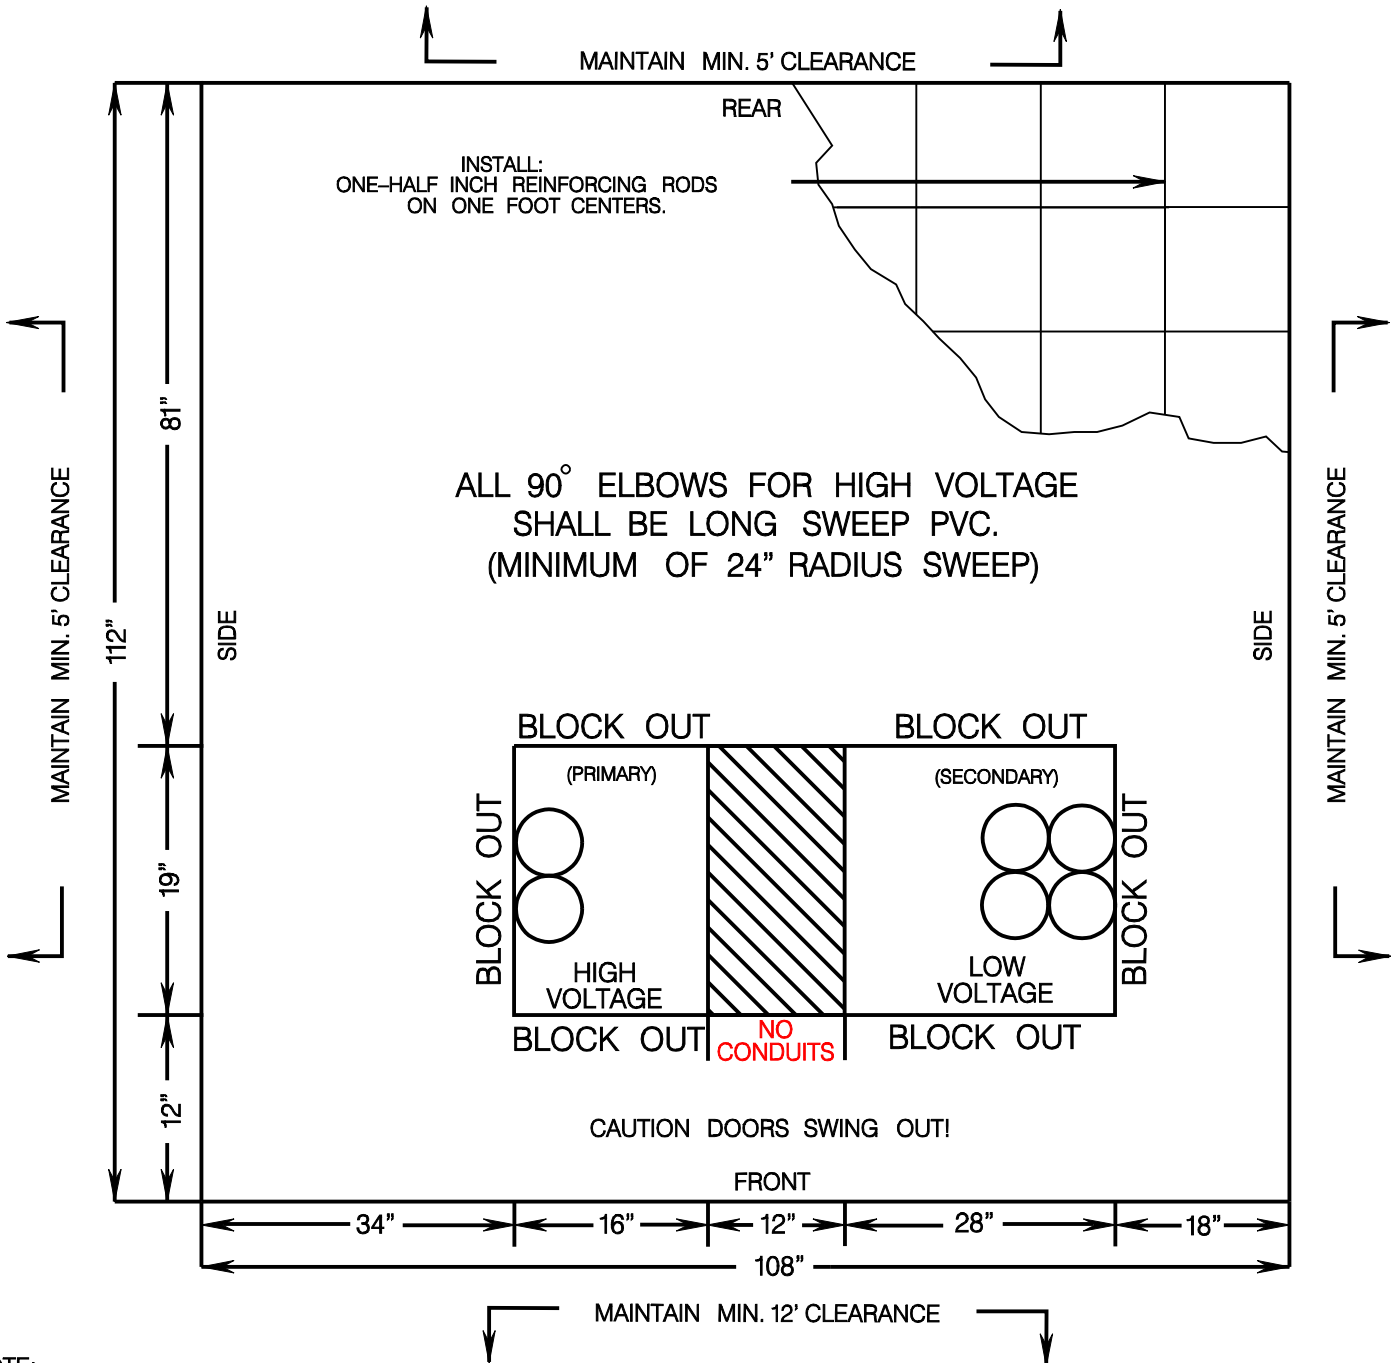 MAINTAIN MIN. 5' CLEARANCE
REAR
INSTALL:
ONE–HALF INCH REINFORCING RODS
ON ONE FOOT CENTERS.
81"
ALL 90° ELBOWS FOR HIGH VOLTAGE
SHALL BE LONG SWEEP PVC.
(MINIMUM OF 24" RADIUS SWEEP)
MAINTAIN MIN. 5' CLEARANCE
112"
SIDE
SIDE
MAINTAIN MIN. 5' CLEARANCE
BLOCK OUT
BLOCK OUT
(PRIMARY)
(SECONDARY)
19"
BLOCK OUT
BLOCK OUT
HIGH
VOLTAGE
LOW
VOLTAGE
BLOCK OUT
NO
CONDUITS
BLOCK OUT
12"
CAUTION DOORS SWING OUT!
FRONT
34"
16"
12"
28"
18"
108"
MAINTAIN MIN. 12' CLEARANCE